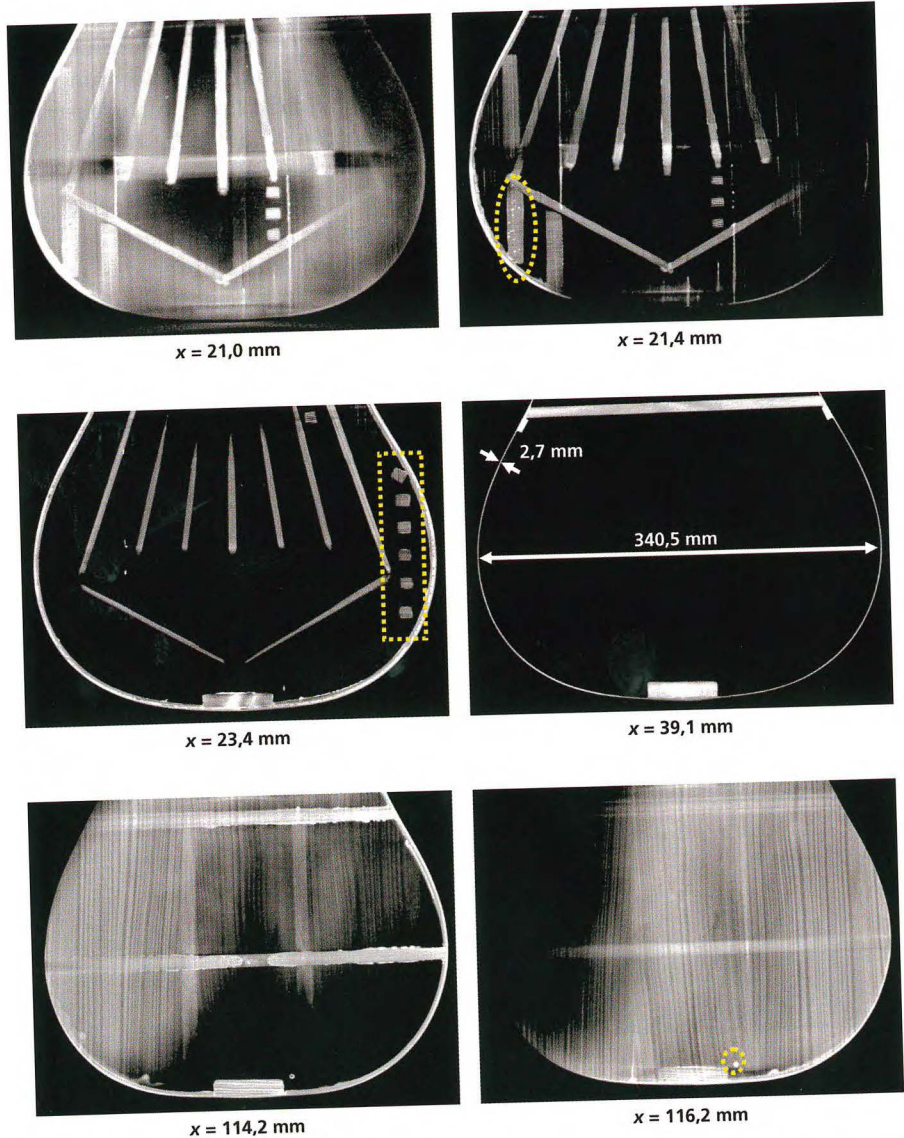 x = 21,0 mm
x = 21,4 mm
2,7 mm
340,5 mm
x = 23,4 mm
x = 39,1 mm
x = 114,2 mm
x = 116,2 mm